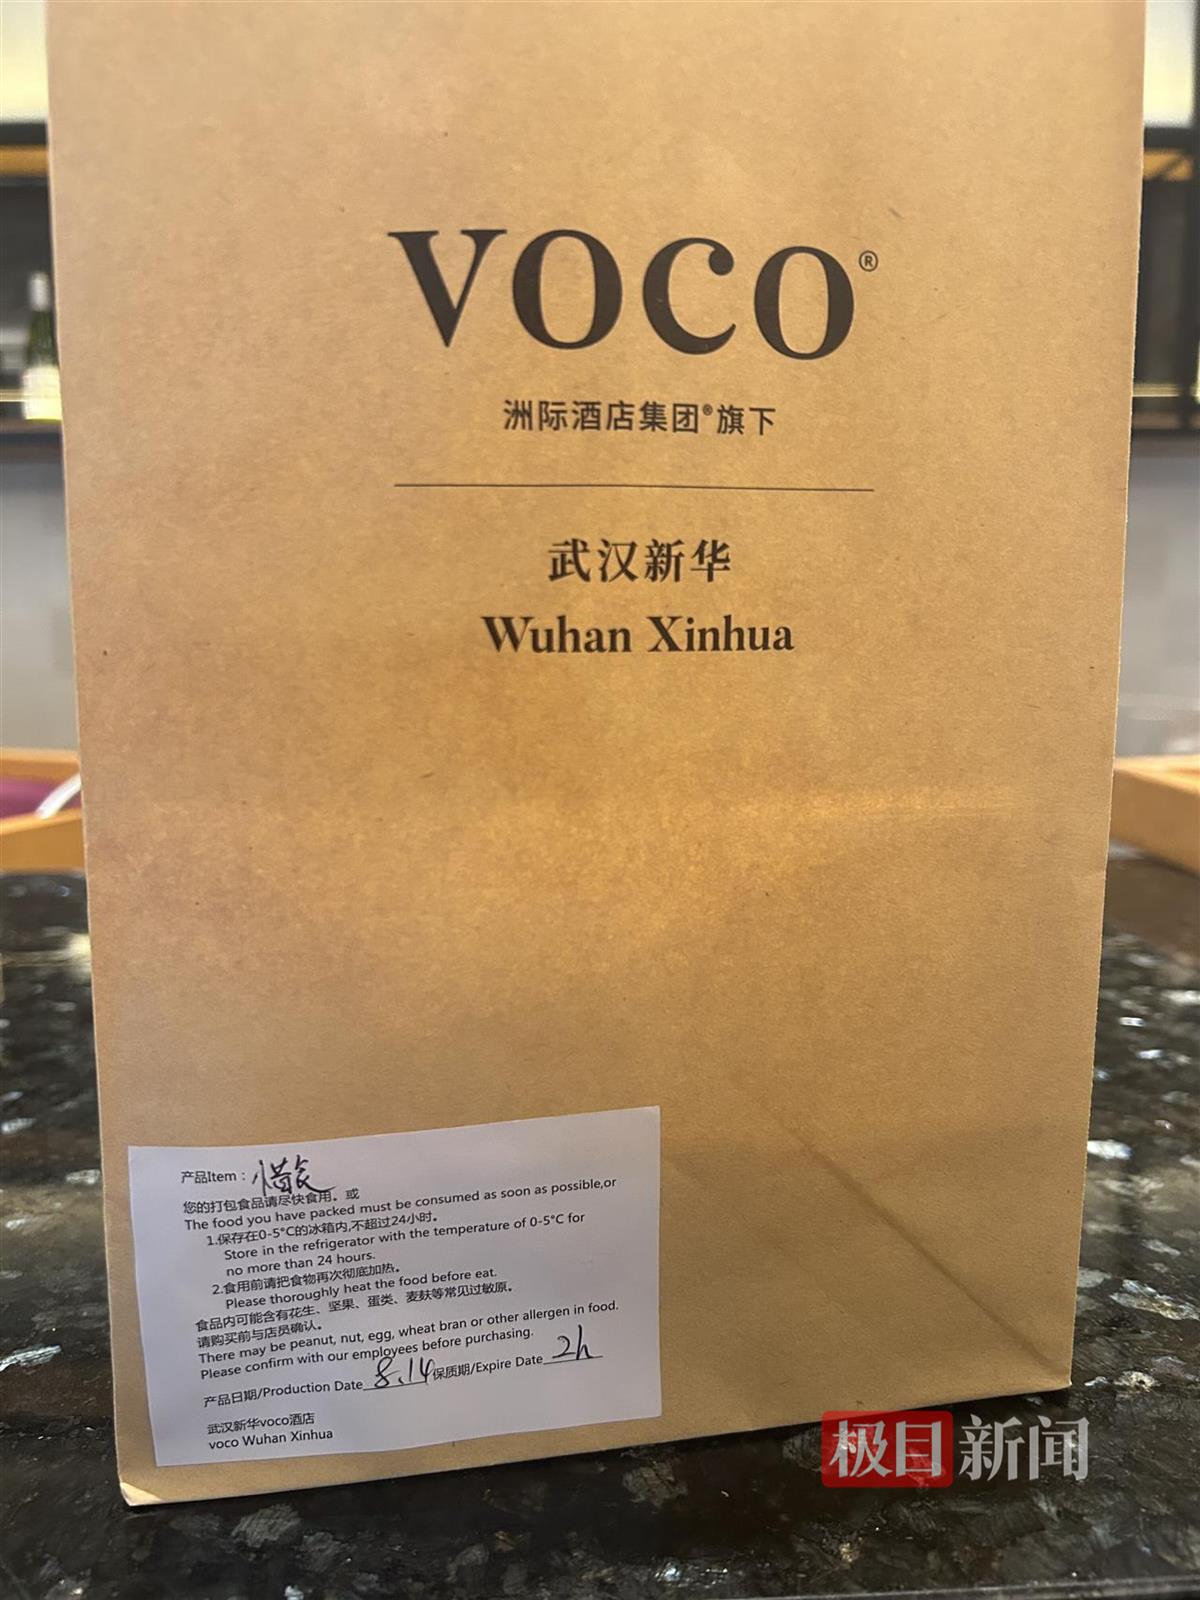 VOCO®
洲际酒店集团®旗下
武汉新华
Wuhan Xinhua
产品Item：惜食
您的打包食品请尽快食用。或
The food you have packed must be consumed as soon as possible,or
1.保存在0-5°C的冰箱内,不超过24小时。
Store in the refrigerator with the temperature of 0-5°C for
no more than 24 hours.
2.食用前请把食物再次彻底加热。
Please thoroughly heat the food before eat.
食品内可能含有花生、坚果、蛋类、麦麸等常见过敏原。
请购买前与店员确认。
There may be peanut, nut, egg, wheat bran or other allergen in food.
Please confirm with our employees before purchasing.
产品日期/Production Date 8.14 保质期/Expire Date 2h
武汉新华voco酒店
voco Wuhan Xinhua
极目新闻